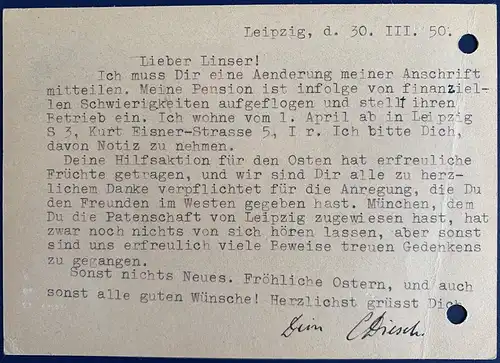 Leipzig, d. 30. III. 50.
Lieber Linser!
Ich muss Dir eine Aenderung meiner Anschrift
mitteilen. Meine Pension ist infolge von finanziel-
len Schwierigkeiten aufgeflogen und stellt ihren
Betrieb ein. Ich wohne vom 1. April ab in Leipzig
S 3, Kurt Eisner-Strasse 5, I r. Ich bitte Dich,
davon Notiz zu nehmen.
Deine Hilfsaktion für den Osten hat erfreuliche
Früchte getragen, und wir sind Dir alle zu herz-
lichem Danke verpflichtet für die Anregung, die Du
den Freunden im Westen gegeben hast. München, dem
Du die Patenschaft von Leipzig zugewiesen hast, hat
zwar noch nichts von sich hören lassen, aber sonst
sind uns erfreulich viele Beweise treuen Gedenkens
zu gegangen.
Sonst nichts Neues. Fröhliche Ostern, und auch
sonst alle guten Wünsche! Herzlichst grüsst Dich
Dein CDiesch